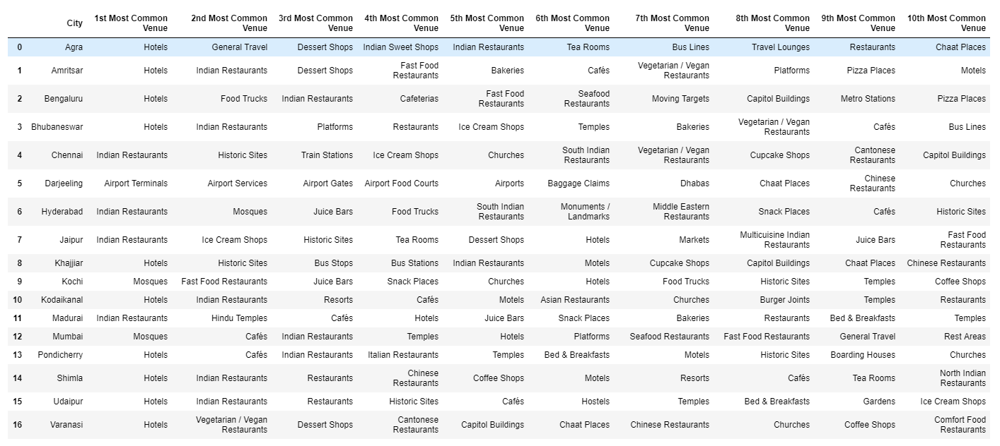 City 1st Most Common Venue 2nd Most Common Venue 3rd Most Common Venue 4th Most Common Venue 5th Most Common Venue 6th Most Common Venue 7th Most Common Venue 8th Most Common Venue 9th Most Common Venue 10th Most Common Venue
0 Agra Hotels General Travel Dessert Shops Indian Sweet Shops Indian Restaurants Tea Rooms Bus Lines Travel Lounges Restaurants Chaat Places
1 Amritsar Hotels Indian Restaurants Dessert Shops Fast Food Restaurants Bakeries Cafés Vegetarian / Vegan Restaurants Platforms Pizza Places Motels
2 Bengaluru Hotels Food Trucks Indian Restaurants Cafeterias Fast Food Restaurants Seafood Restaurants Moving Targets Capitol Buildings Metro Stations Pizza Places
3 Bhubaneswar Hotels Indian Restaurants Platforms Restaurants Ice Cream Shops Temples Bakeries Vegetarian / Vegan Restaurants Cafés Bus Lines
4 Chennai Indian Restaurants Historic Sites Train Stations Ice Cream Shops Churches South Indian Restaurants Vegetarian / Vegan Restaurants Cupcake Shops Cantonese Restaurants Capitol Buildings
5 Darjeeling Airport Terminals Airport Services Airport Gates Airport Food Courts Airports Baggage Claims Dhabas Chaat Places Chinese Restaurants Churches
6 Hyderabad Indian Restaurants Mosques Juice Bars Food Trucks South Indian Restaurants Monuments / Landmarks Middle Eastern Restaurants Snack Places Cafés Historic Sites
7 Jaipur Indian Restaurants Ice Cream Shops Historic Sites Tea Rooms Dessert Shops Hotels Markets Multicuisine Indian Restaurants Juice Bars Fast Food Restaurants
8 Khajjiar Hotels Historic Sites Bus Stops Bus Stations Indian Restaurants Motels Cupcake Shops Capitol Buildings Chaat Places Chinese Restaurants
9 Kochi Mosques Fast Food Restaurants Juice Bars Snack Places Churches Hotels Food Trucks Historic Sites Temples Coffee Shops
10 Kodaikanal Hotels Indian Restaurants Resorts Cafés Motels Asian Restaurants Churches Burger Joints Temples Restaurants
11 Madurai Indian Restaurants Hindu Temples Cafés Hotels Juice Bars Snack Places Bakeries Restaurants Bed & Breakfasts Temples
12 Mumbai Mosques Cafés Indian Restaurants Temples Hotels Platforms Seafood Restaurants Fast Food Restaurants General Travel Rest Areas
13 Pondicherry Hotels Cafés Indian Restaurants Italian Restaurants Temples Bed & Breakfasts Motels Historic Sites Boarding Houses Churches
14 Shimla Hotels Indian Restaurants Restaurants Chinese Restaurants Coffee Shops Motels Resorts Cafés Tea Rooms North Indian Restaurants
15 Udaipur Hotels Indian Restaurants Restaurants Historic Sites Cafés Hostels Temples Bed & Breakfasts Gardens Ice Cream Shops
16 Varanasi Hotels Vegetarian / Vegan Restaurants Dessert Shops Cantonese Restaurants Capitol Buildings Chaat Places Chinese Restaurants Churches Coffee Shops Comfort Food Restaurants